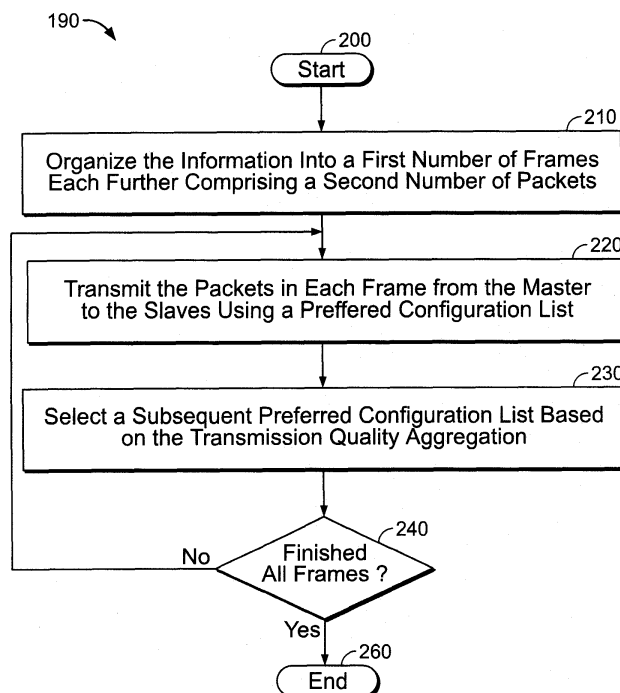 190
200
Start
210
Organize the Information Into a First Number of Frames
Each Further Comprising a Second Number of Packets
220
Transmit the Packets in Each Frame from the Master
to the Slaves Using a Preffered Configuration List
230
Select a Subsequent Preferred Configuration List Based
on the Transmission Quality Aggregation
240
No
Finished
All Frames ?
Yes
260
End